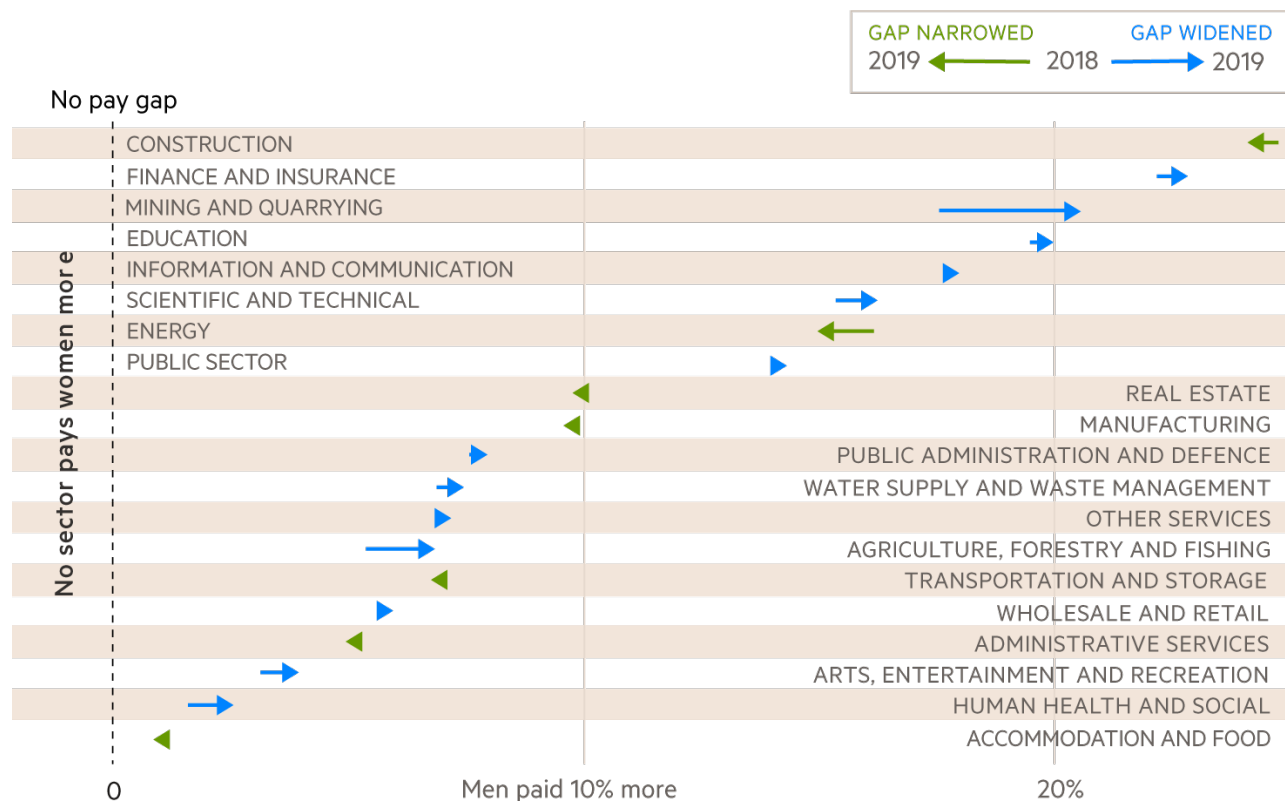 GAP NARROWED GAP WIDENED
2019 2018 2019
No pay gap
CONSTRUCTION
FINANCE AND INSURANCE
MINING AND QUARRYING
EDUCATION
INFORMATION AND COMMUNICATION
SCIENTIFIC AND TECHNICAL
ENERGY
PUBLIC SECTOR
REAL ESTATE
MANUFACTURING
PUBLIC ADMINISTRATION AND DEFENCE
WATER SUPPLY AND WASTE MANAGEMENT
OTHER SERVICES
AGRICULTURE, FORESTRY AND FISHING
TRANSPORTATION AND STORAGE
WHOLESALE AND RETAIL
ADMINISTRATIVE SERVICES
ARTS, ENTERTAINMENT AND RECREATION
HUMAN HEALTH AND SOCIAL
ACCOMMODATION AND FOOD
No sector pays women more
0 Men paid 10% more 20%